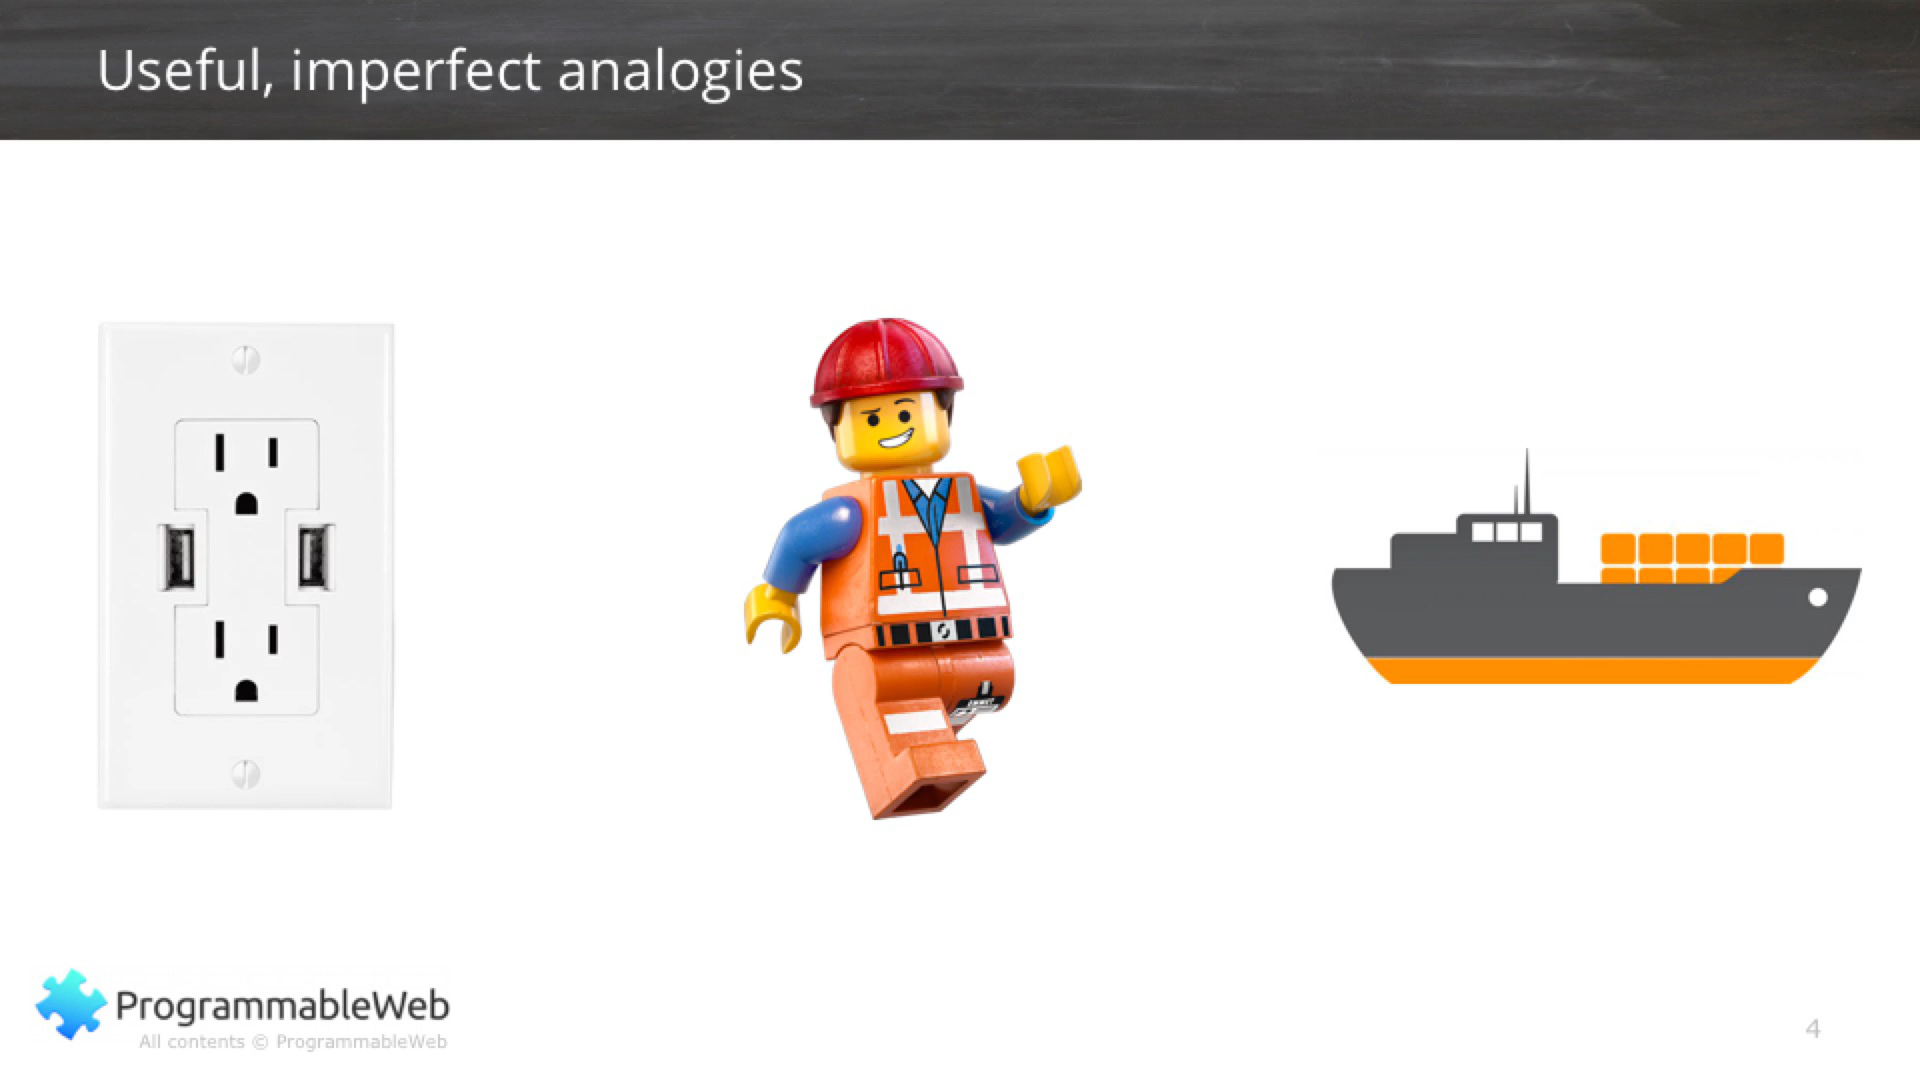 Useful, imperfect analogies
ProgrammableWeb
All contents © ProgrammableWeb
4